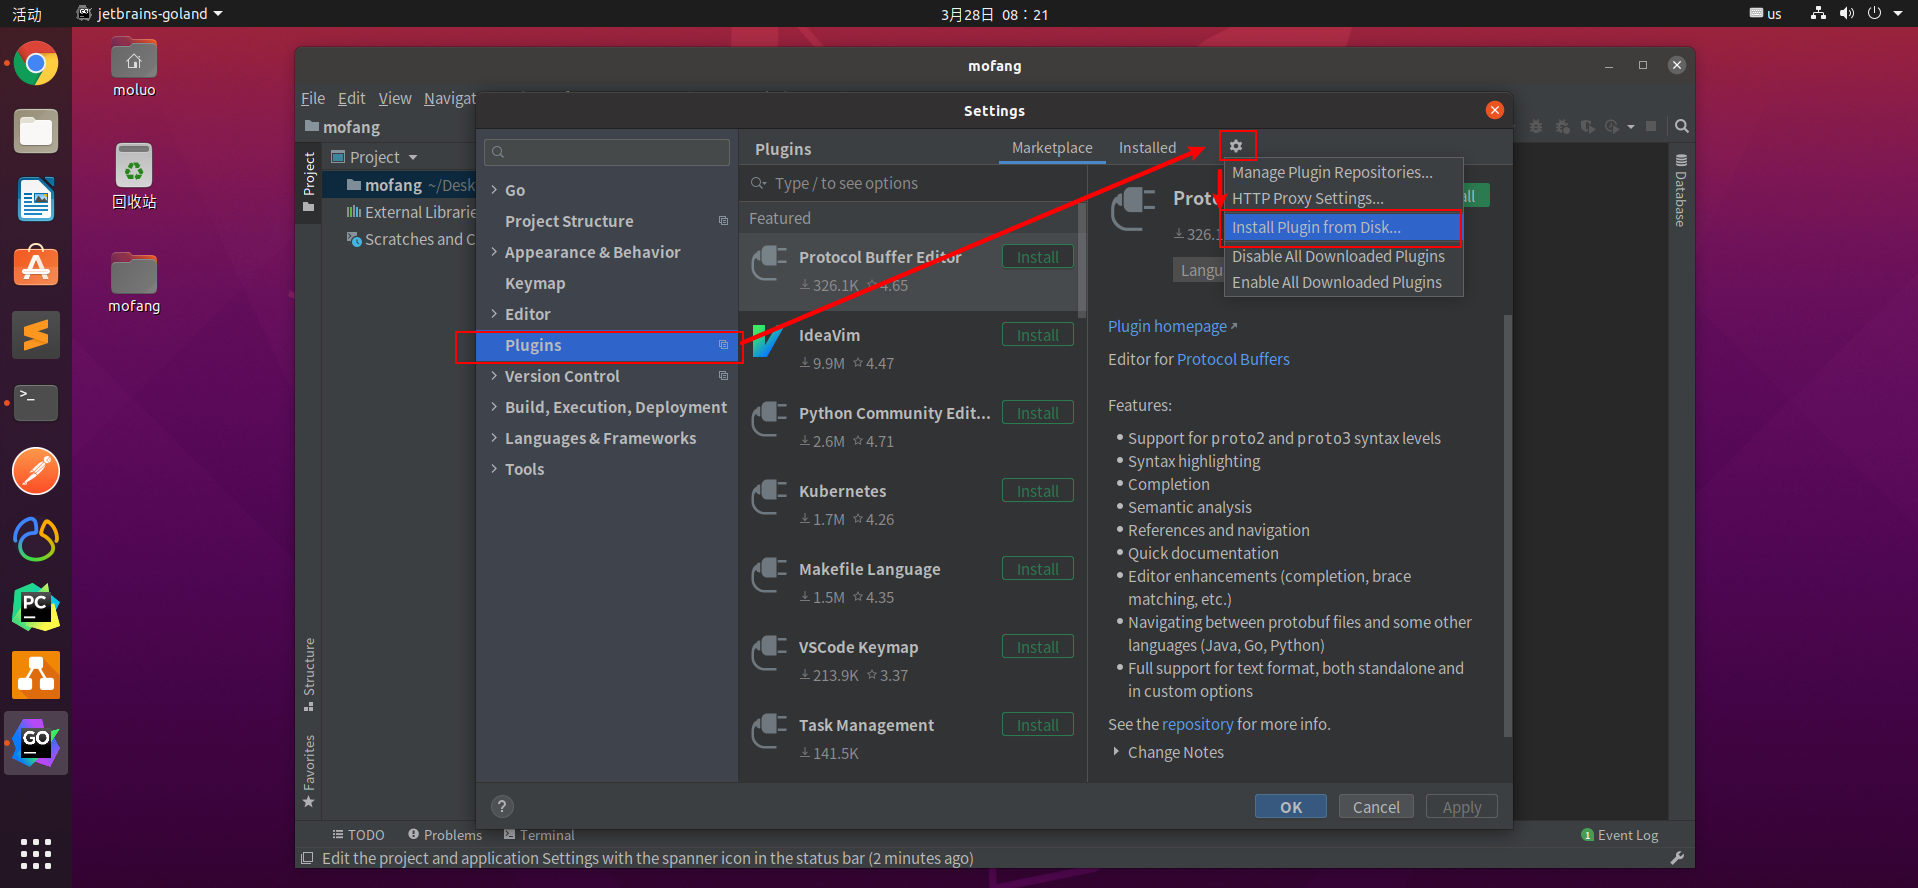 活动
jetbrains-goland
3月28日 08：21
us
moluo
回收站
mofang
mofang
File Edit View Navigat
mofang
Project
Project
mofang ~/Desk
External Librarie
Scratches and C
Structure
Favorites
Database
Settings
Go
Project Structure
Appearance & Behavior
Keymap
Editor
Plugins
Version Control
Build, Execution, Deployment
Languages & Frameworks
Tools
Plugins
Marketplace
Installed
Type / to see options
Featured
Protocol Buffer Editor
Install
326.1K 4.65
IdeaVim
Install
9.9M 4.47
Python Community Edit...
Install
2.6M 4.71
Kubernetes
Install
1.7M 4.26
Makefile Language
Install
1.5M 4.35
VSCode Keymap
Install
213.9K 3.37
Task Management
Install
141.5K
Manage Plugin Repositories...
HTTP Proxy Settings...
Install Plugin from Disk...
Disable All Downloaded Plugins
Enable All Downloaded Plugins
Proto
all
326.1
Langu
Plugin homepage
Editor for Protocol Buffers
Features:
• Support for proto2 and proto3 syntax levels
• Syntax highlighting
• Completion
• Semantic analysis
• References and navigation
• Quick documentation
• Editor enhancements (completion, brace
matching, etc.)
• Navigating between protobuf files and some other
languages (Java, Go, Python)
• Full support for text format, both standalone and
in custom options
See the repository for more info.
Change Notes
?
OK
Cancel
Apply
TODO
Problems
Terminal
1 Event Log
Edit the project and application Settings with the spanner icon in the status bar (2 minutes ago)
>_
PC
GO